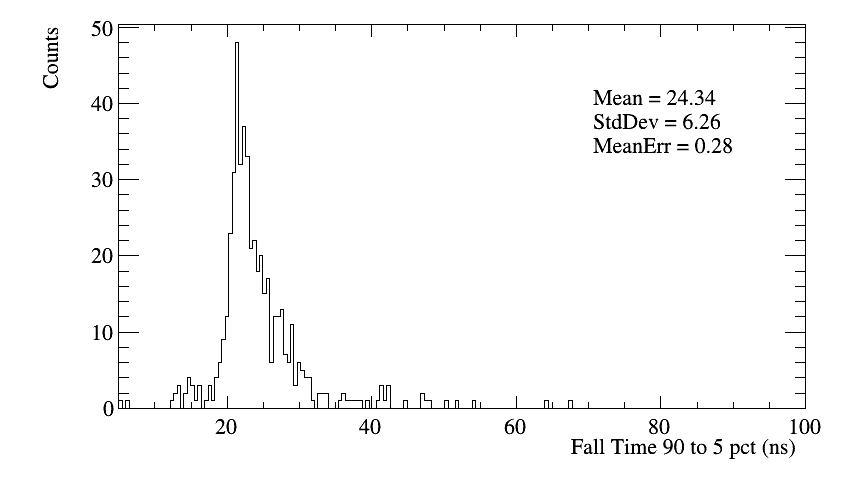 Counts
50
40
30
20
10
0
Mean = 24.34
StdDev = 6.26
MeanErr = 0.28
20 40 60 80 100
Fall Time 90 to 5 pct (ns)